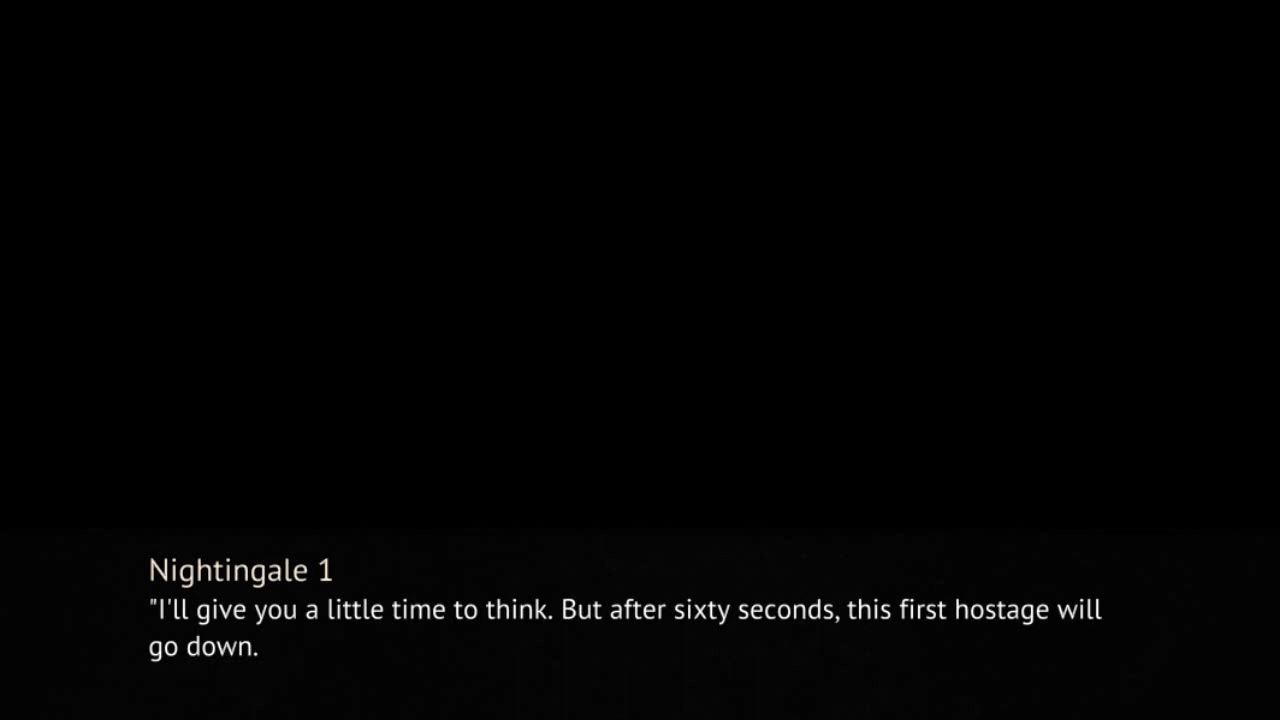 Nightingale 1
"I'll give you a little time to think. But after sixty seconds, this first hostage will
go down.